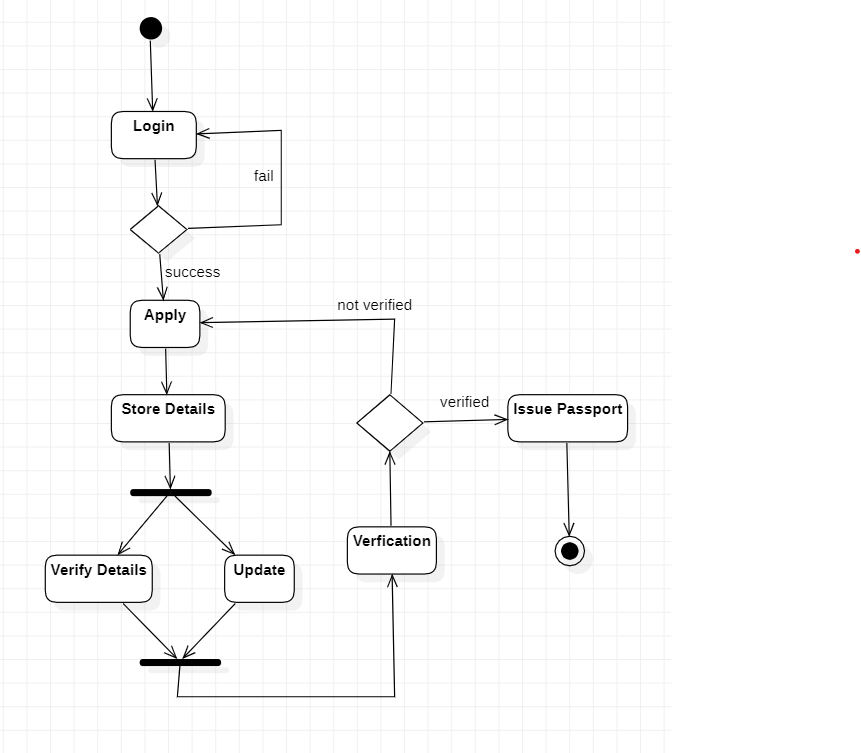 Login
fail
success
Apply
not verified
Store Details
verified
Issue Passport
Verfication
Verify Details
Update